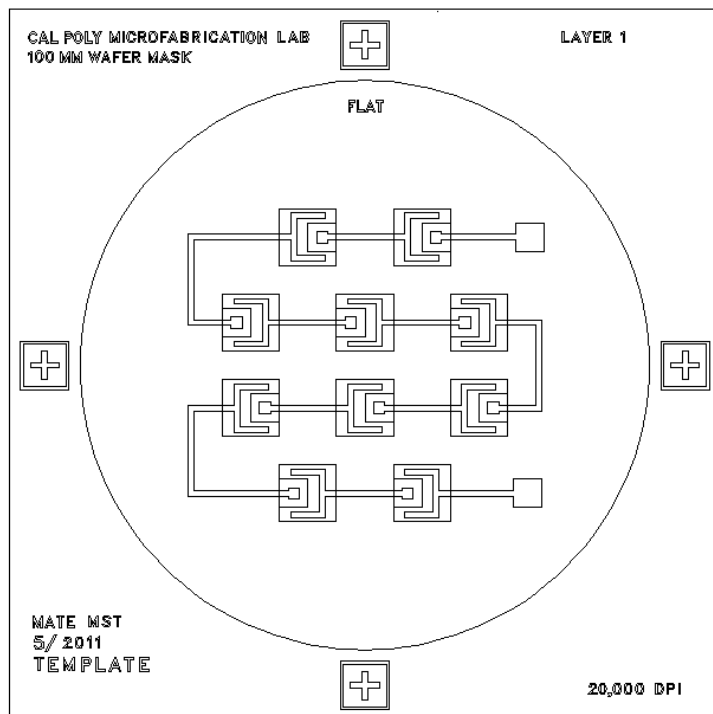 CAL POLY MICROFABRICATION LAB
100 MM WAFER MASK
LAYER 1
FLAT
MATE MST
5/ 2011
TEMPLATE
20,000 DPI